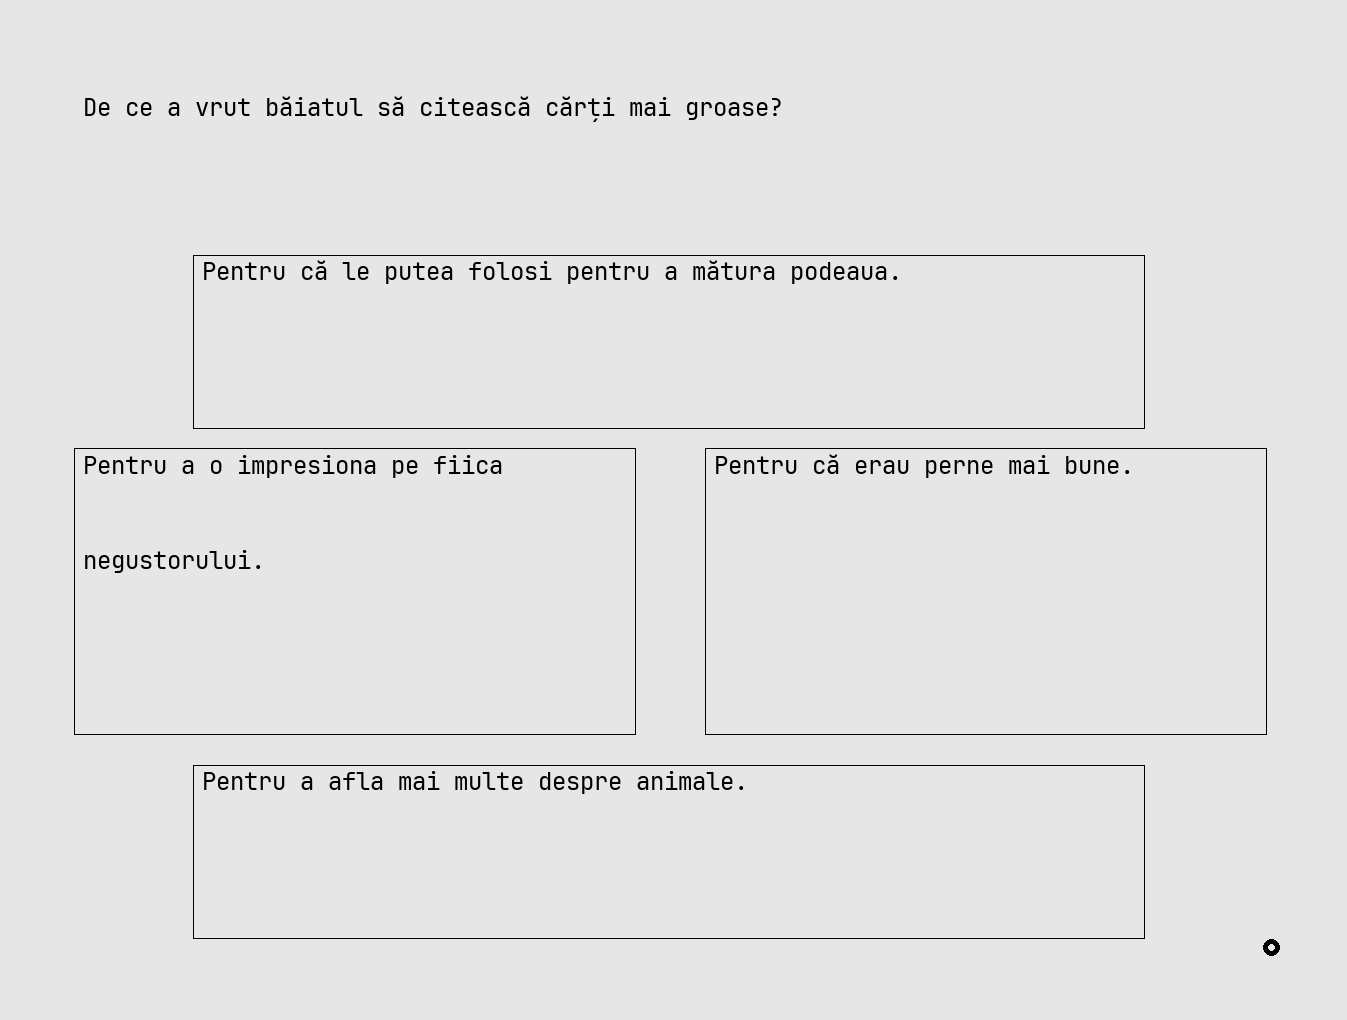 De ce a vrut băiatul să citească cărți mai groase?
Pentru că le putea folosi pentru a mătura podeaua.
Pentru a o impresiona pe fiica
negustorului.
Pentru că erau perne mai bune.
Pentru a afla mai multe despre animale.